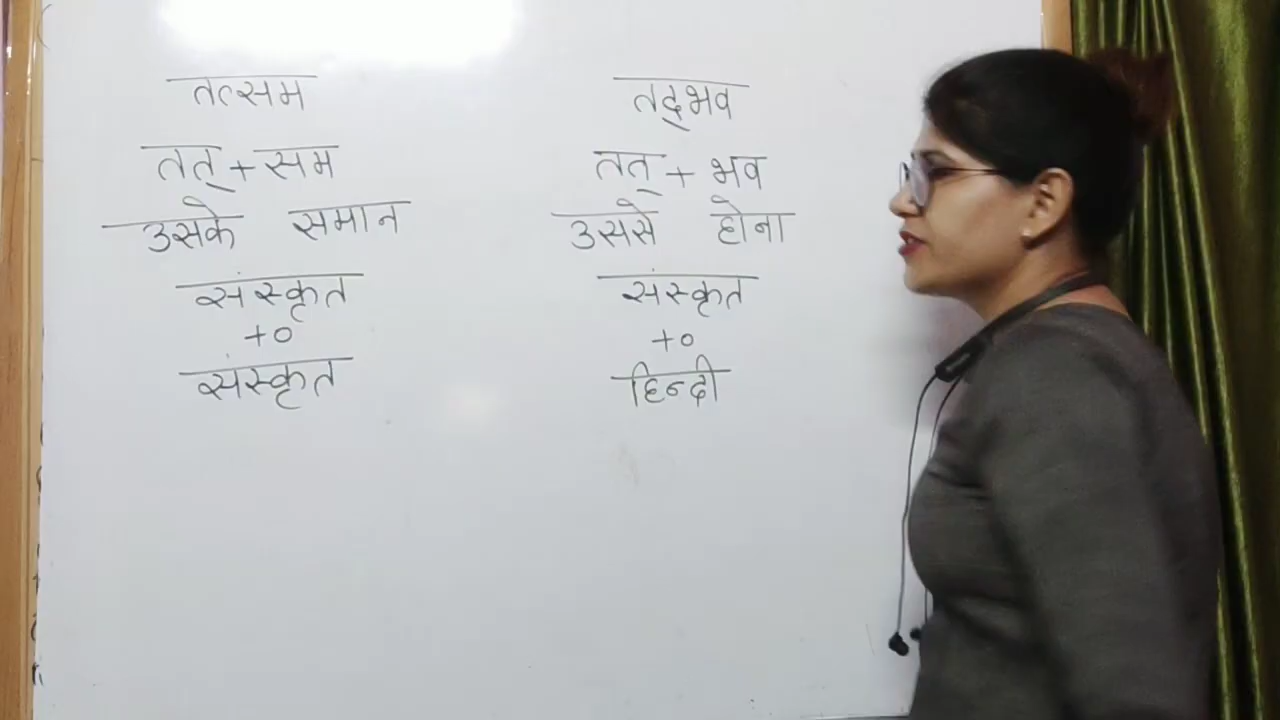 तत्सम
तत् + सम
उसके समान
संस्कृत
+0
संस्कृत
तद्भव
तत् + भव
उससे होना
संस्कृत
+0
हिन्दी